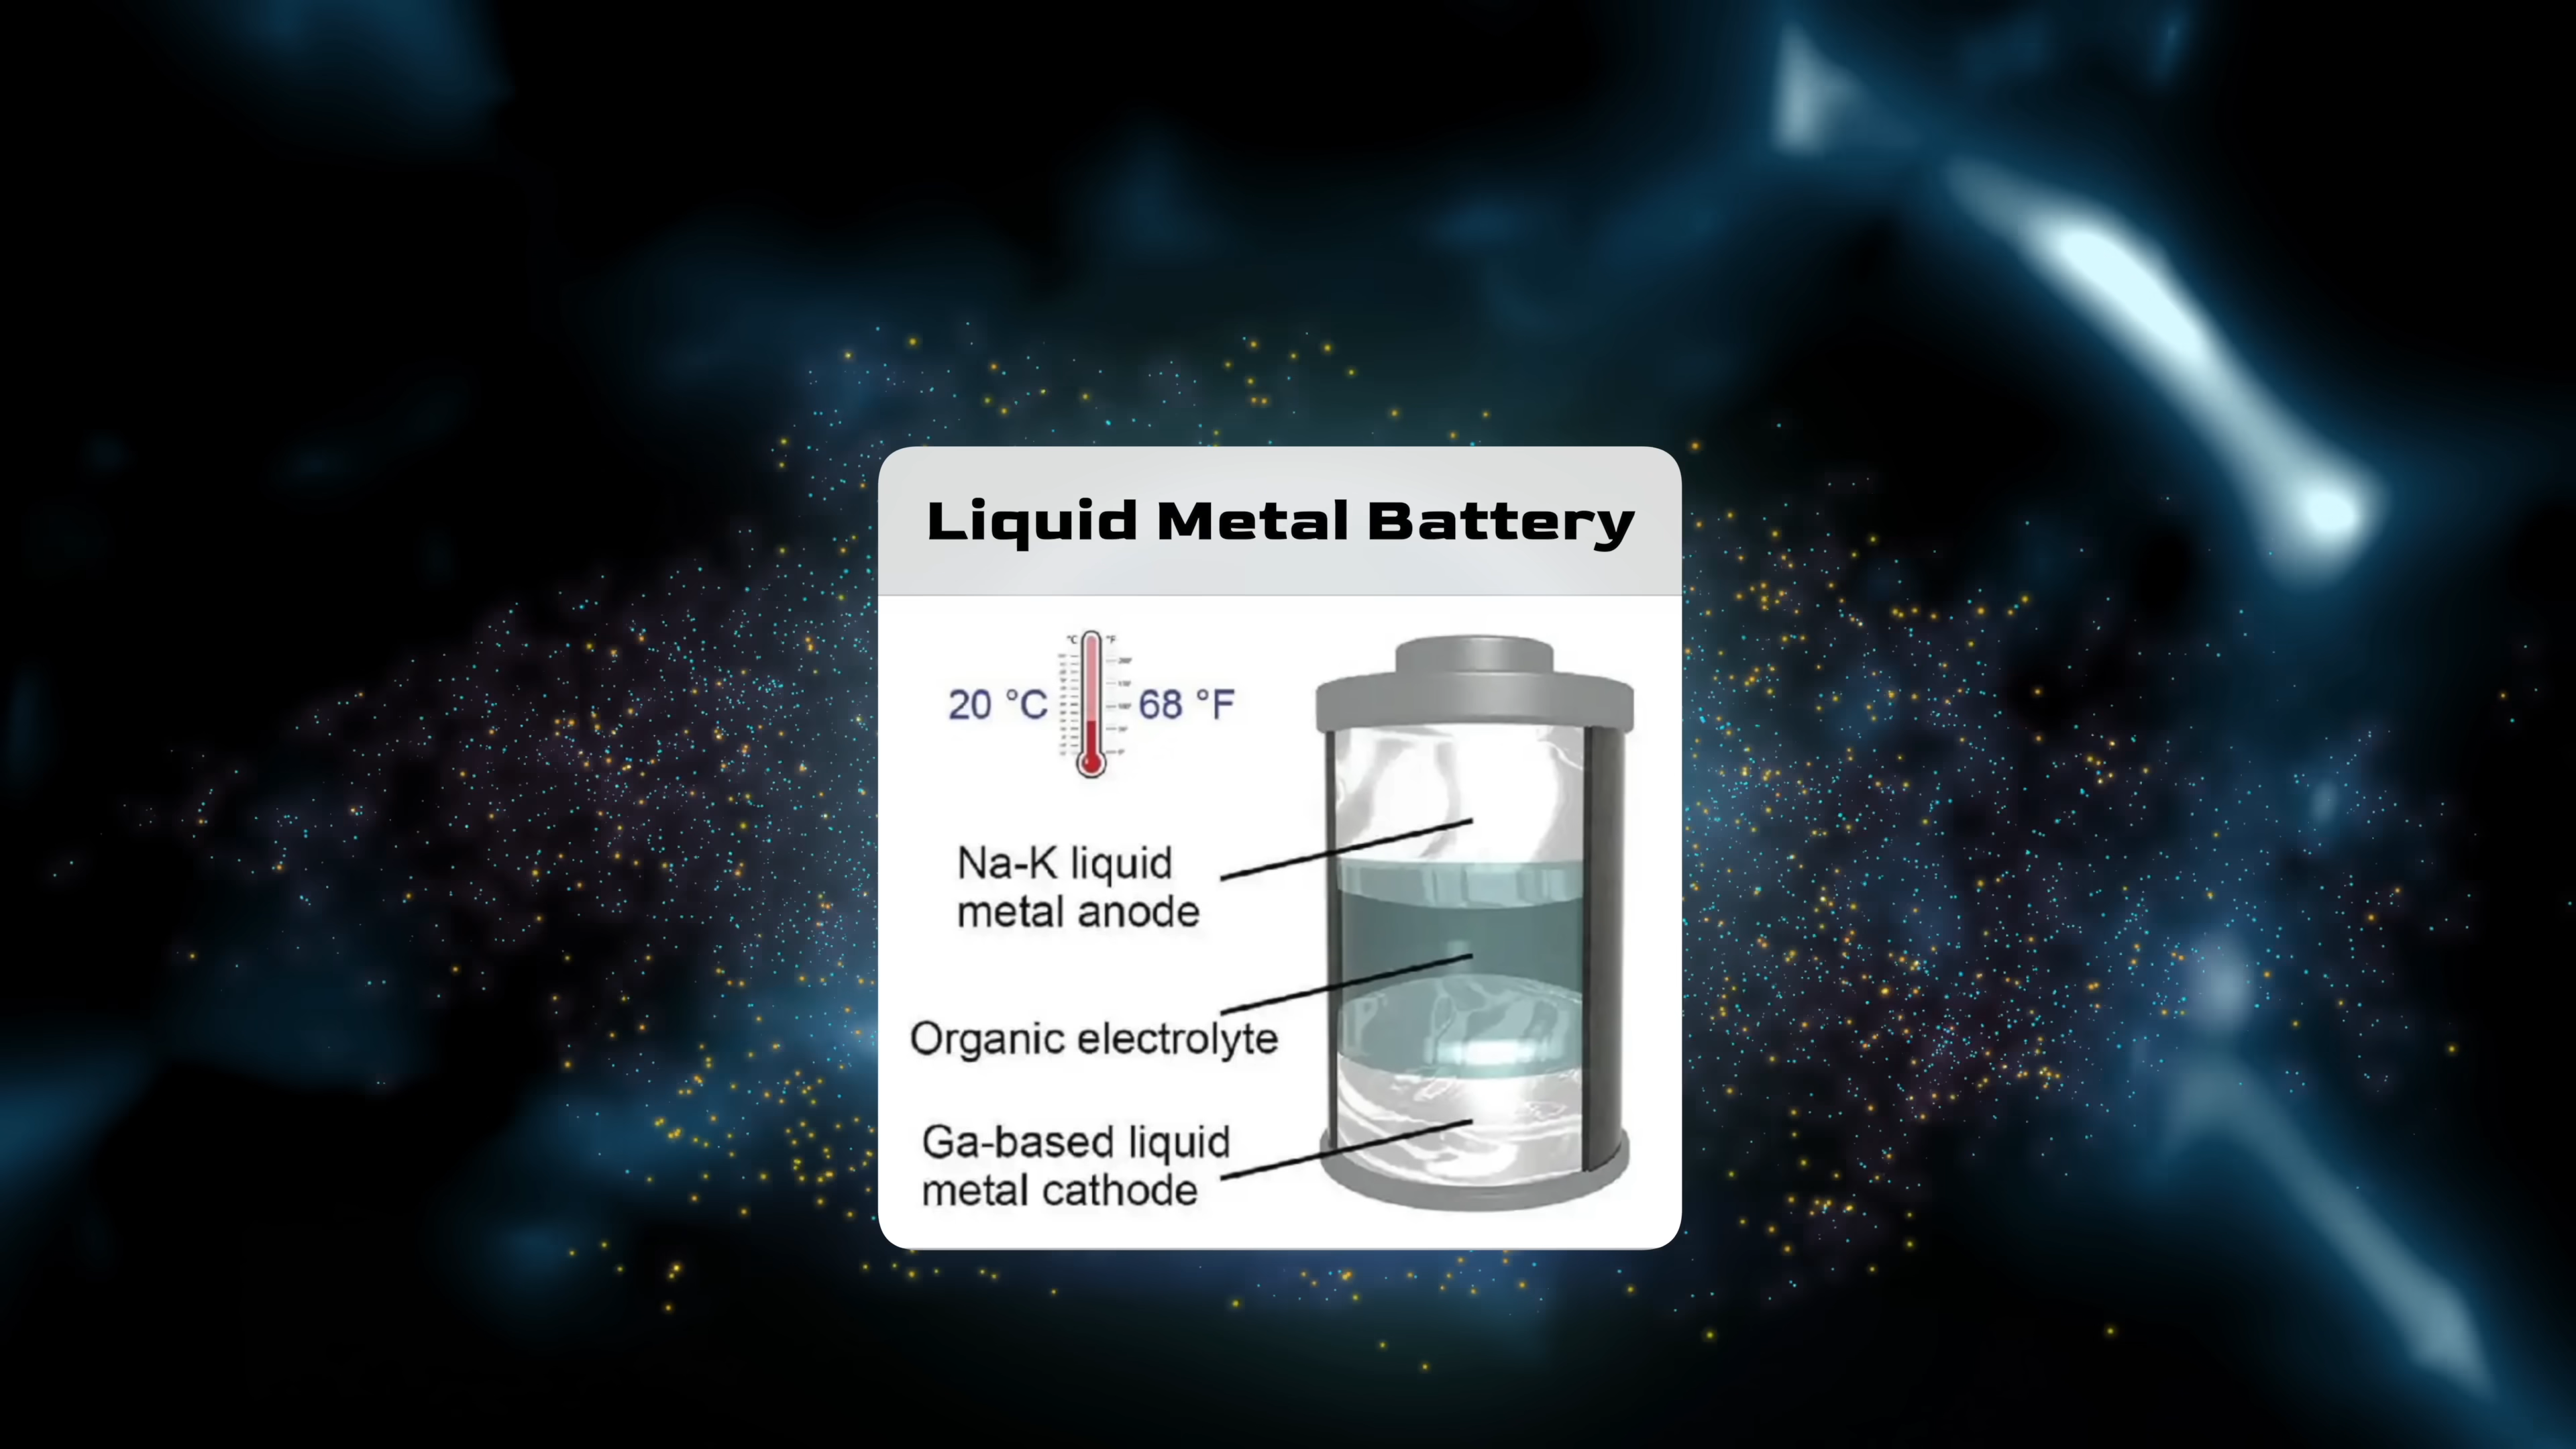 Liquid Metal Battery
°C °F
20 °C 68 °F
Na-K liquid
metal anode
Organic electrolyte
Ga-based liquid
metal cathode